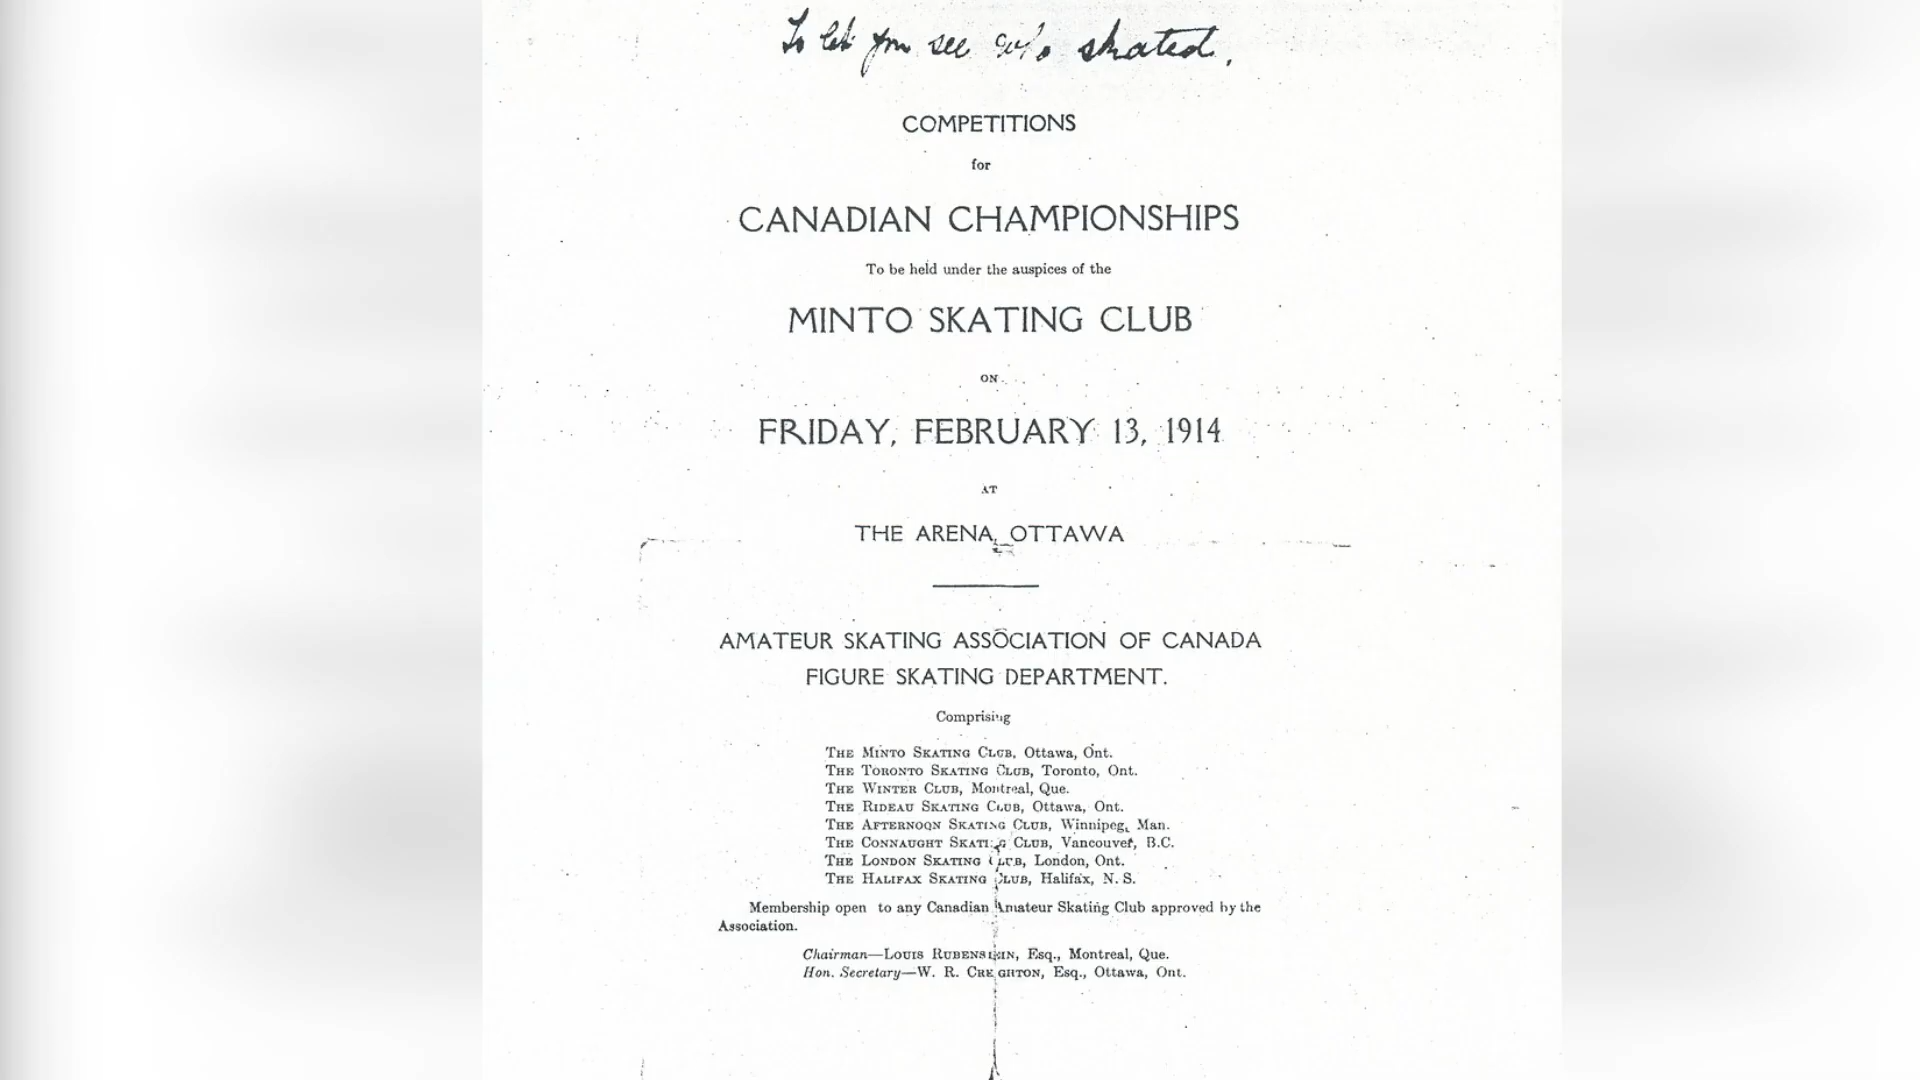 To let you see who skated.
COMPETITIONS
for
CANADIAN CHAMPIONSHIPS
To be held under the auspices of the
MINTO SKATING CLUB
ON
FRIDAY, FEBRUARY 13, 1914
AT
THE ARENA, OTTAWA
AMATEUR SKATING ASSOCIATION OF CANADA
FIGURE SKATING DEPARTMENT.
Comprising
THE MINTO SKATING CLUB, Ottawa, Ont.
THE TORONTO SKATING CLUB, Toronto, Ont.
THE WINTER CLUB, Montreal, Que.
THE RIDEAU SKATING CLUB, Ottawa, Ont.
THE AFTERNOON SKATING CLUB, Winnipeg, Man.
THE CONNAUGHT SKATING CLUB, Vancouver, B.C.
THE LONDON SKATING CLUB, London, Ont.
THE HALIFAX SKATING CLUB, Halifax, N. S.
Membership open to any Canadian Amateur Skating Club approved by the
Association.
Chairman—LOUIS RUBENSTEIN, Esq., Montreal, Que.
Hon. Secretary—W. R. CREIGHTON, Esq., Ottawa, Ont.